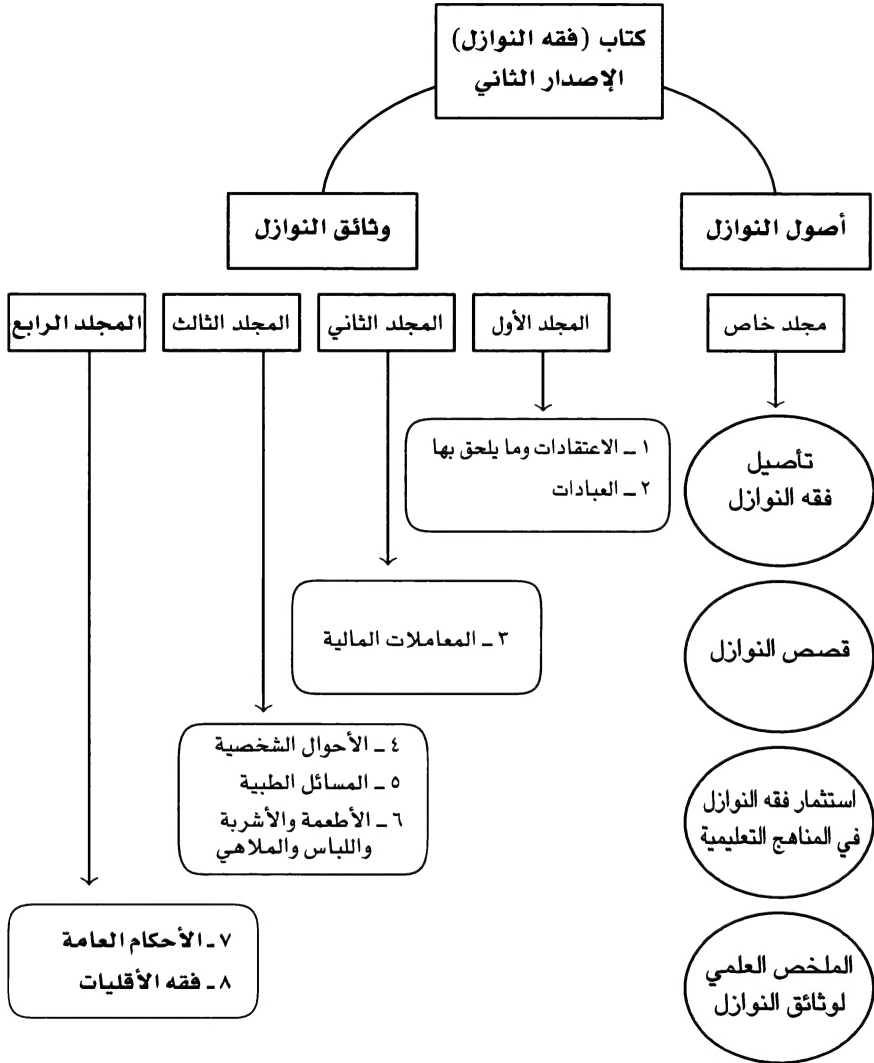 كتاب (فقه النوازل)
الإصدار الثاني
أصول النوازل
وثائق النوازل
مجلد خاص
المجلد الأول
المجلد الثاني
المجلد الثالث
المجلد الرابع
تأصيل
فقه النوازل
قصص النوازل
استثمار فقه النوازل
في المناهج التعليمية
الملخص العلمي
لوثائق النوازل
١ ـ الاعتقادات وما يلحق بها
٢ ـ العبادات
٣ ـ المعاملات المالية
٤ ـ الأحوال الشخصية
٥ ـ المسائل الطبية
٦ ـ الأطعمة والأشربة
واللباس والملاهي
٧ ـ الأحكام العامة
٨ ـ فقه الأقليات